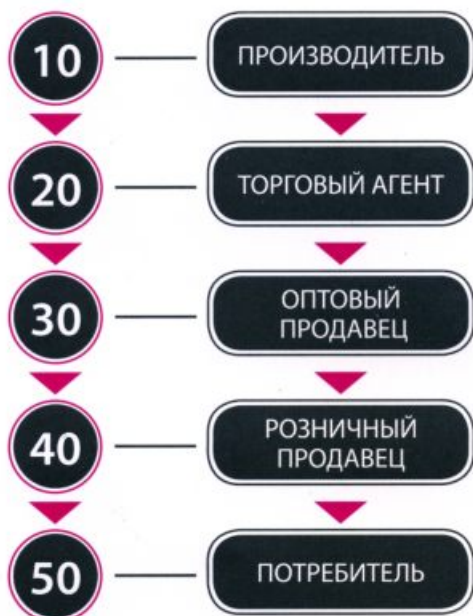 10
ПРОИЗВОДИТЕЛЬ
20
ТОРГОВЫЙ АГЕНТ
30
ОПТОВЫЙ
ПРОДАВЕЦ
40
РОЗНИЧНЫЙ
ПРОДАВЕЦ
50
ПОТРЕБИТЕЛЬ